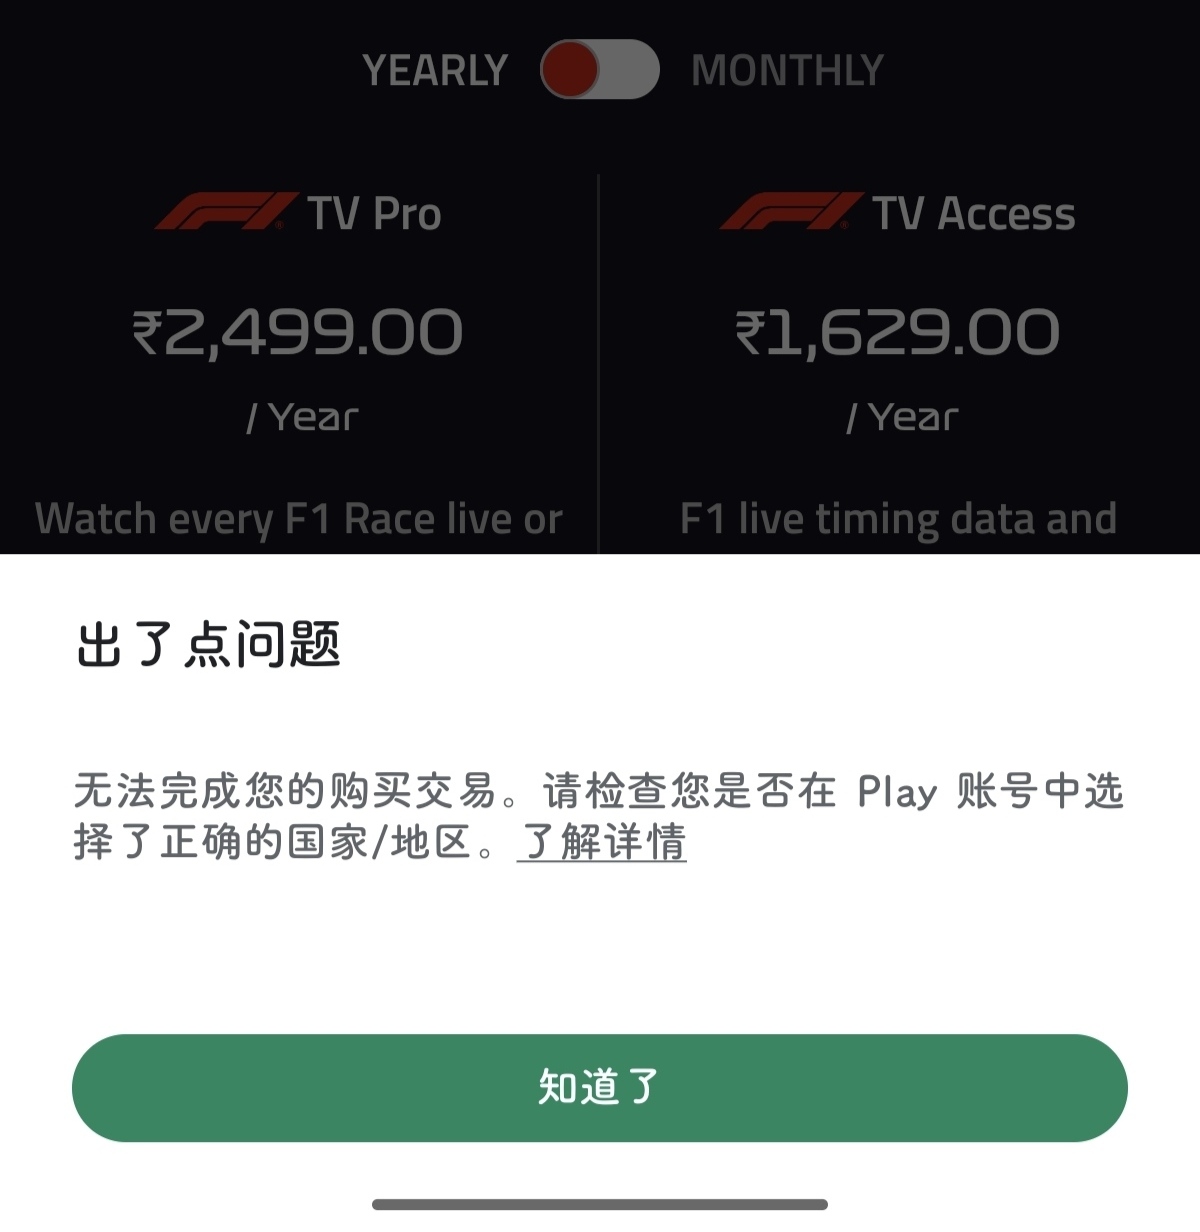 YEARLY MONTHLY
F1 TV Pro
F1 TV Access
₹2,499.00
₹1,629.00
/ Year
/ Year
Watch every F1 Race live or
F1 live timing data and
出了点问题
无法完成您的购买交易。请检查您是否在 Play 账号中选
择了正确的国家/地区。了解详情
知道了